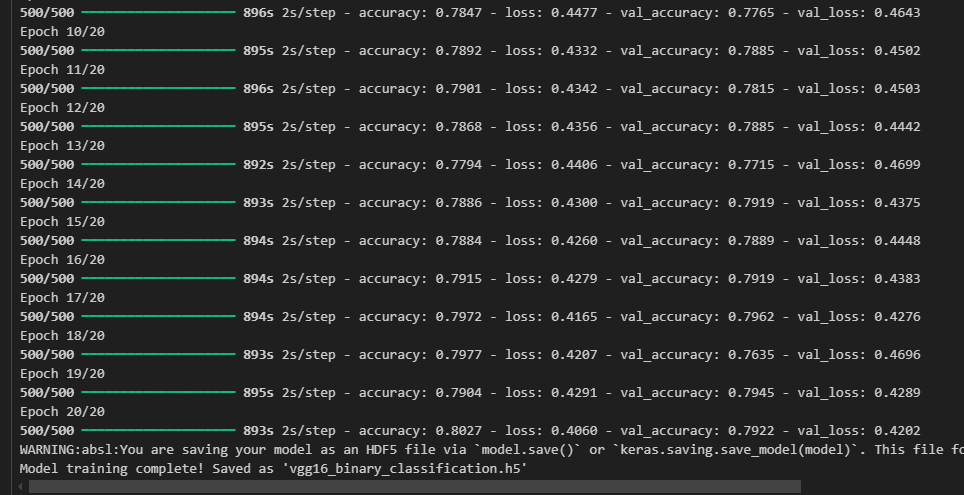 500/500 ━━━━━━━━━━━━━━━━━━━━ 896s 2s/step - accuracy: 0.7847 - loss: 0.4477 - val_accuracy: 0.7765 - val_loss: 0.4643
Epoch 10/20
500/500 ━━━━━━━━━━━━━━━━━━━━ 895s 2s/step - accuracy: 0.7892 - loss: 0.4332 - val_accuracy: 0.7885 - val_loss: 0.4502
Epoch 11/20
500/500 ━━━━━━━━━━━━━━━━━━━━ 896s 2s/step - accuracy: 0.7901 - loss: 0.4342 - val_accuracy: 0.7815 - val_loss: 0.4503
Epoch 12/20
500/500 ━━━━━━━━━━━━━━━━━━━━ 895s 2s/step - accuracy: 0.7868 - loss: 0.4356 - val_accuracy: 0.7885 - val_loss: 0.4442
Epoch 13/20
500/500 ━━━━━━━━━━━━━━━━━━━━ 892s 2s/step - accuracy: 0.7794 - loss: 0.4406 - val_accuracy: 0.7715 - val_loss: 0.4699
Epoch 14/20
500/500 ━━━━━━━━━━━━━━━━━━━━ 893s 2s/step - accuracy: 0.7886 - loss: 0.4300 - val_accuracy: 0.7919 - val_loss: 0.4375
Epoch 15/20
500/500 ━━━━━━━━━━━━━━━━━━━━ 894s 2s/step - accuracy: 0.7884 - loss: 0.4260 - val_accuracy: 0.7889 - val_loss: 0.4448
Epoch 16/20
500/500 ━━━━━━━━━━━━━━━━━━━━ 894s 2s/step - accuracy: 0.7915 - loss: 0.4279 - val_accuracy: 0.7919 - val_loss: 0.4383
Epoch 17/20
500/500 ━━━━━━━━━━━━━━━━━━━━ 894s 2s/step - accuracy: 0.7972 - loss: 0.4165 - val_accuracy: 0.7962 - val_loss: 0.4276
Epoch 18/20
500/500 ━━━━━━━━━━━━━━━━━━━━ 893s 2s/step - accuracy: 0.7977 - loss: 0.4207 - val_accuracy: 0.7635 - val_loss: 0.4696
Epoch 19/20
500/500 ━━━━━━━━━━━━━━━━━━━━ 895s 2s/step - accuracy: 0.7904 - loss: 0.4291 - val_accuracy: 0.7945 - val_loss: 0.4289
Epoch 20/20
500/500 ━━━━━━━━━━━━━━━━━━━━ 893s 2s/step - accuracy: 0.8027 - loss: 0.4060 - val_accuracy: 0.7922 - val_loss: 0.4202
WARNING:absl:You are saving your model as an HDF5 file via `model.save()` or `keras.saving.save_model(model)`. This file fo
Model training complete! Saved as 'vgg16_binary_classification.h5'